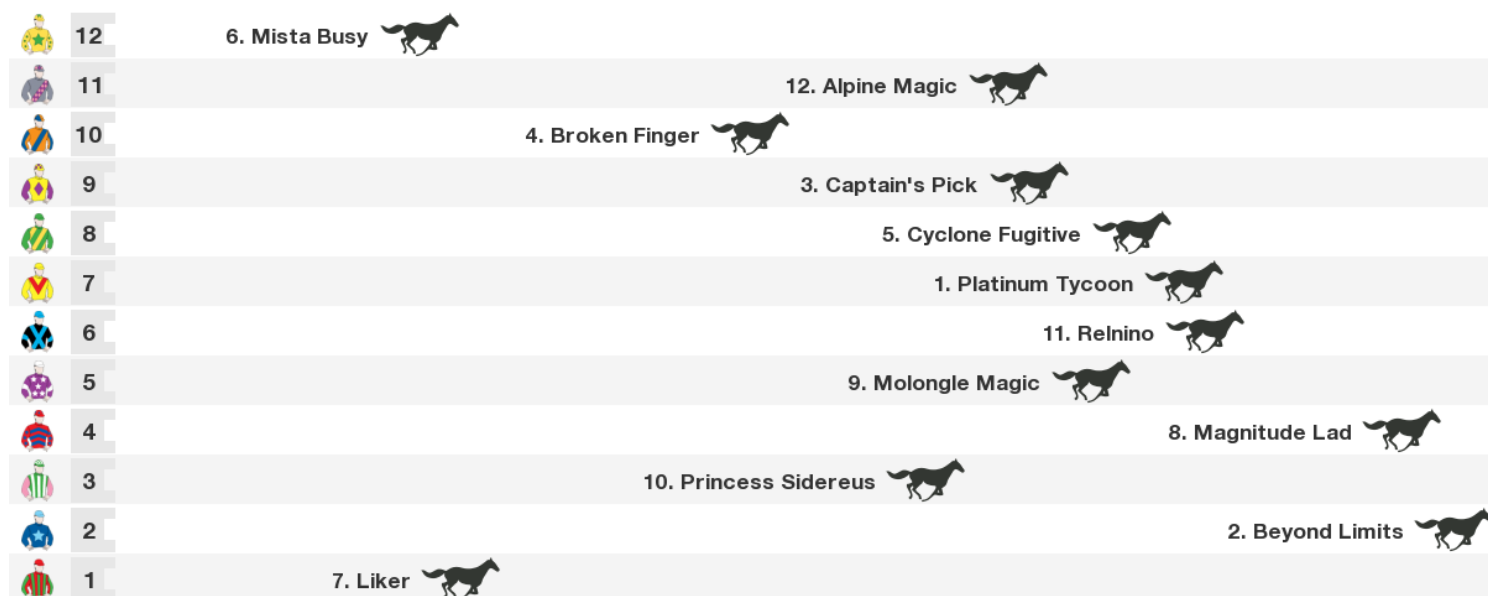 12 6. Mista Busy
11 12. Alpine Magic
10 4. Broken Finger
9 3. Captain's Pick
8 5. Cyclone Fugitive
7 1. Platinum Tycoon
6 11. Relnino
5 9. Molongle Magic
4 8. Magnitude Lad
3 10. Princess Sidereus
2 2. Beyond Limits
1 7. Liker